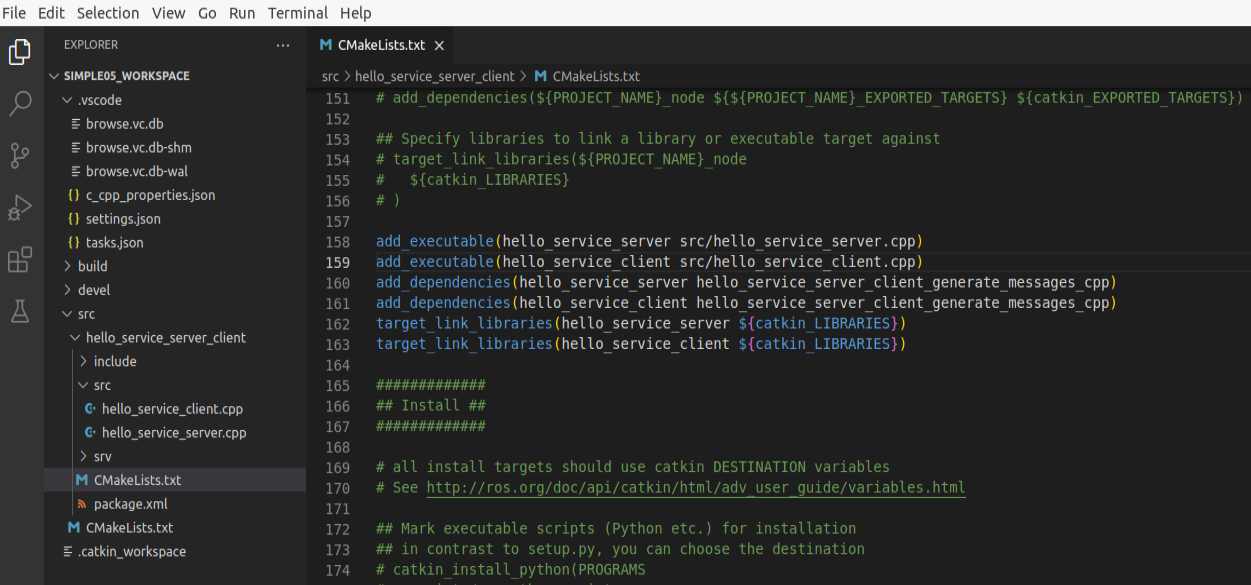 File Edit Selection View Go Run Terminal Help
EXPLORER ...
SIMPLE05_WORKSPACE
.vscode
browse.vc.db
browse.vc.db-shm
browse.vc.db-wal
{} c_cpp_properties.json
{} settings.json
{} tasks.json
build
devel
src
hello_service_server_client
include
src
hello_service_client.cpp
hello_service_server.cpp
srv
M CMakeLists.txt
package.xml
M CMakeLists.txt
.catkin_workspace
M CMakeLists.txt ×
src > hello_service_server_client > M CMakeLists.txt
151 # add_dependencies(${PROJECT_NAME}_node ${${PROJECT_NAME}_EXPORTED_TARGETS} ${catkin_EXPORTED_TARGETS})
152
153 ## Specify libraries to link a library or executable target against
154 # target_link_libraries(${PROJECT_NAME}_node
155 #   ${catkin_LIBRARIES}
156 # )
157
158 add_executable(hello_service_server src/hello_service_server.cpp)
159 add_executable(hello_service_client src/hello_service_client.cpp)
160 add_dependencies(hello_service_server hello_service_server_client_generate_messages_cpp)
161 add_dependencies(hello_service_client hello_service_server_client_generate_messages_cpp)
162 target_link_libraries(hello_service_server ${catkin_LIBRARIES})
163 target_link_libraries(hello_service_client ${catkin_LIBRARIES})
164
165 #############
166 ## Install ##
167 #############
168
169 # all install targets should use catkin DESTINATION variables
170 # See http://ros.org/doc/api/catkin/html/adv_user_guide/variables.html
171
172 ## Mark executable scripts (Python etc.) for installation
173 ## in contrast to setup.py, you can choose the destination
174 # catkin_install_python(PROGRAMS